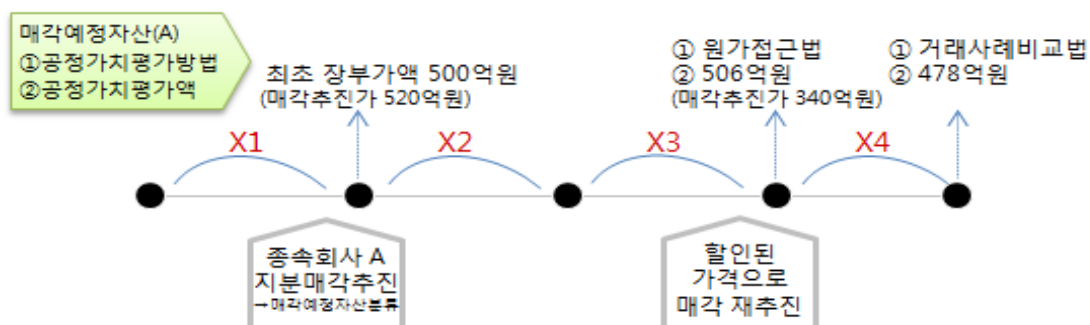 매각예정자산(A)
①공정가치평가방법
②공정가치평가액
최초 장부가액 500억원
(매각추진가 520억원)
① 원가접근법
② 506억원
(매각추진가 340억원)
① 거래사례비교법
② 478억원
X1
X2
X3
X4
종속회사 A
지분매각추진
→매각예정자산분류
할인된
가격으로
매각 재추진